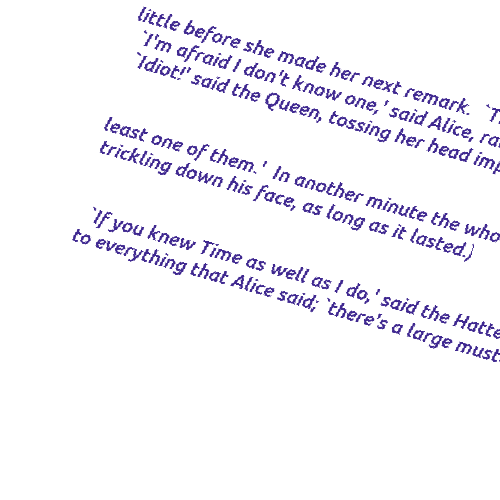 little before she made her next remark. `T
`I'm afraid I don't know one,' said Alice, ra
`Idiot!' said the Queen, tossing her head imp
least one of them.' In another minute the who
trickling down his face, as long as it lasted.)
`If you knew Time as well as I do,' said the Hatte
to everything that Alice said; `there's a large must